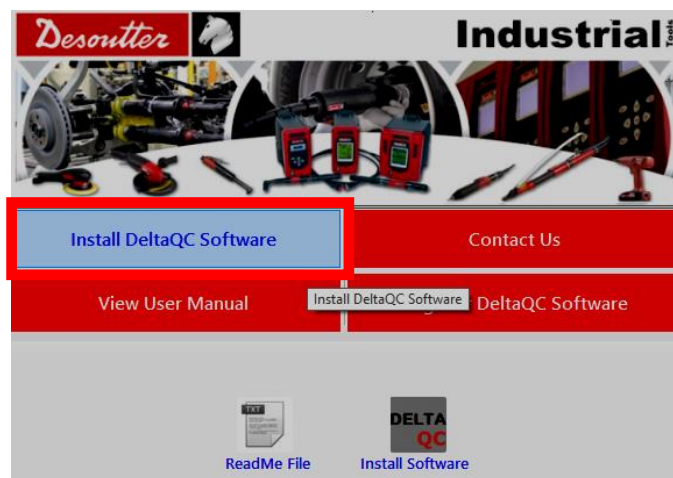 Desoutter
Industrial
Tools
Install DeltaQC Software
Contact Us
View User Manual
Install DeltaQC Software
DeltaQC Software
TXT
ReadMe File
DELTA
QC
Install Software